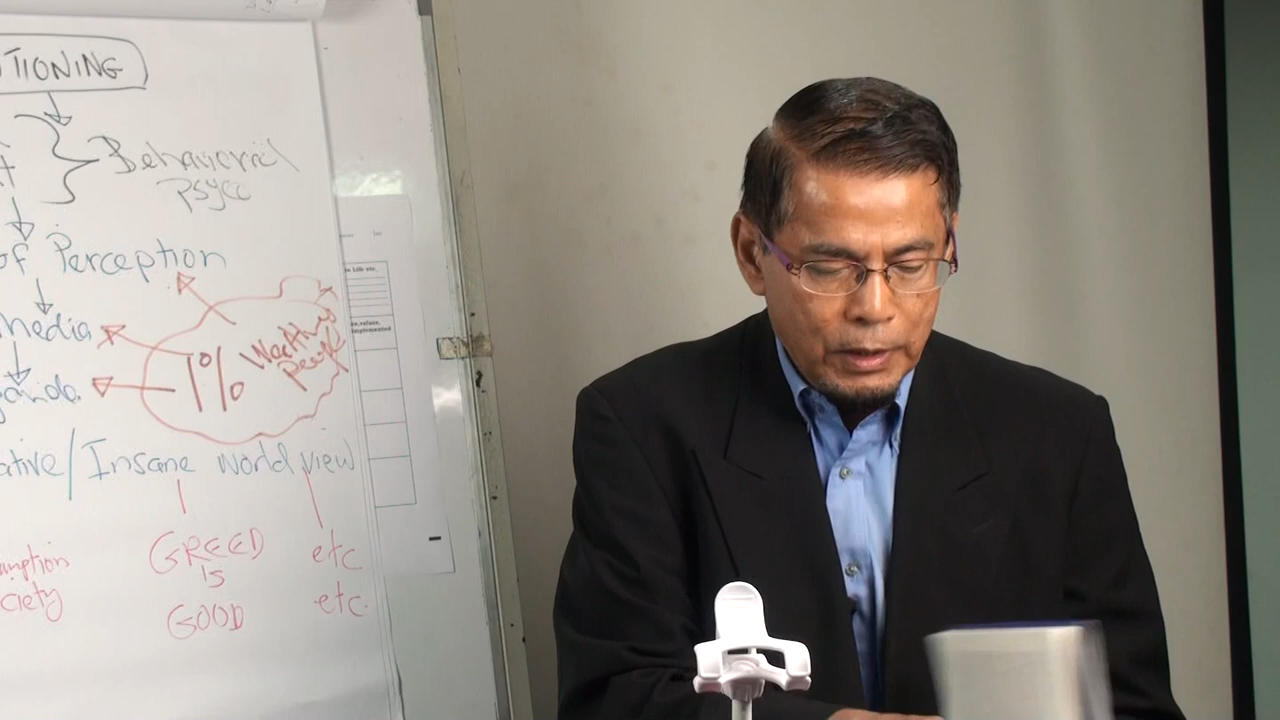 TIONING
Behavioral
psyco
of Perception
media
1% Wealthy
People
ative/Insane world view
GREED
is
GOOD
etc
etc.
umption
ciety